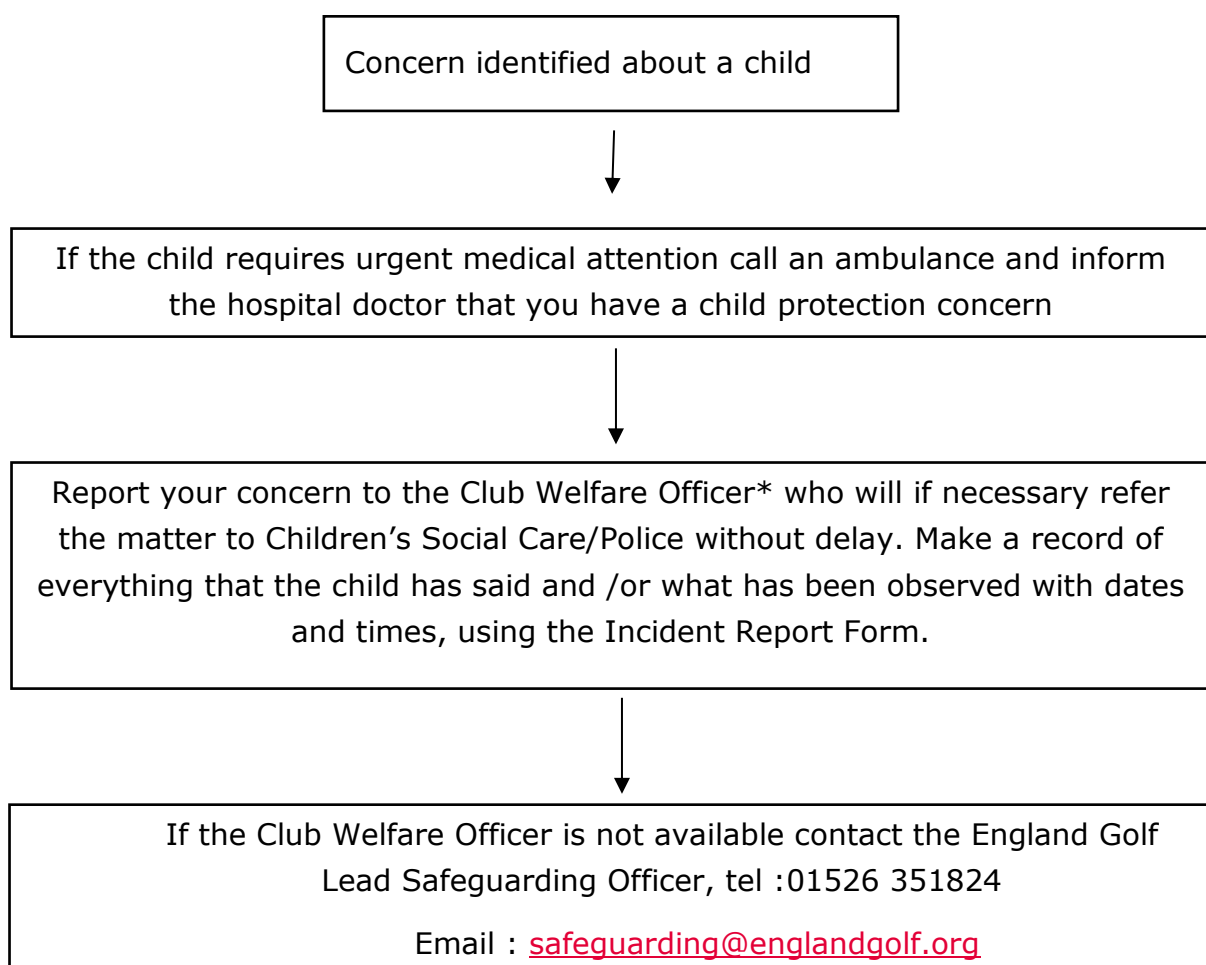 Concern identified about a child
If the child requires urgent medical attention call an ambulance and inform
the hospital doctor that you have a child protection concern
Report your concern to the Club Welfare Officer* who will if necessary refer
the matter to Children’s Social Care/Police without delay. Make a record of
everything that the child has said and /or what has been observed with dates
and times, using the Incident Report Form.
If the Club Welfare Officer is not available contact the England Golf
Lead Safeguarding Officer, tel :01526 351824
Email : safeguarding@englandgolf.org